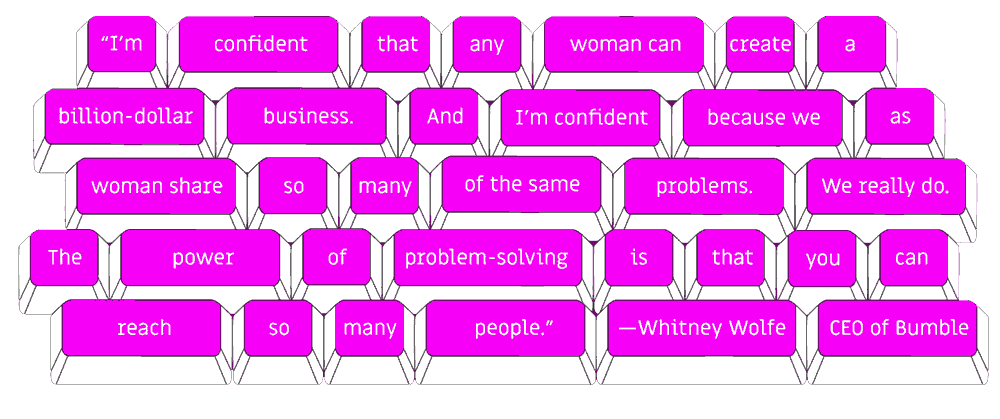 “I’m confident that any woman can create a
billion-dollar business. And I’m confident because we as
woman share so many of the same problems. We really do.
The power of problem-solving is that you can
reach so many people.” —Whitney Wolfe CEO of Bumble